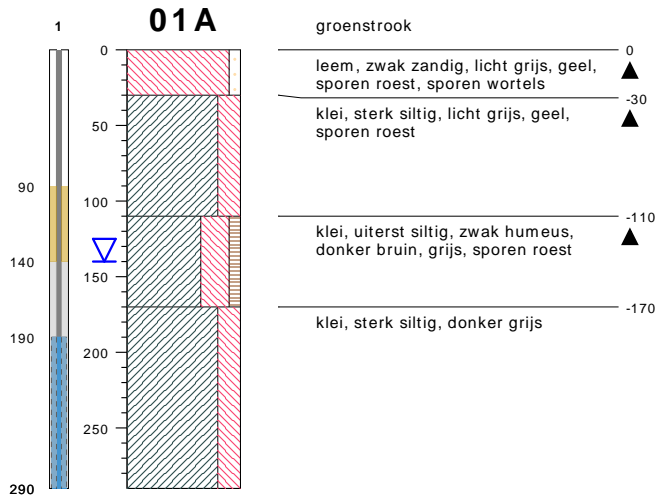 1
01A
groenstrook
0
0
leem, zwak zandig, licht grijs, geel,
sporen roest, sporen wortels
-30
klei, sterk siltig, licht grijs, geel,
sporen roest
50
90
100
-110
klei, uiterst siltig, zwak humeus,
donker bruin, grijs, sporen roest
140
150
-170
klei, sterk siltig, donker grijs
190
200
250
290